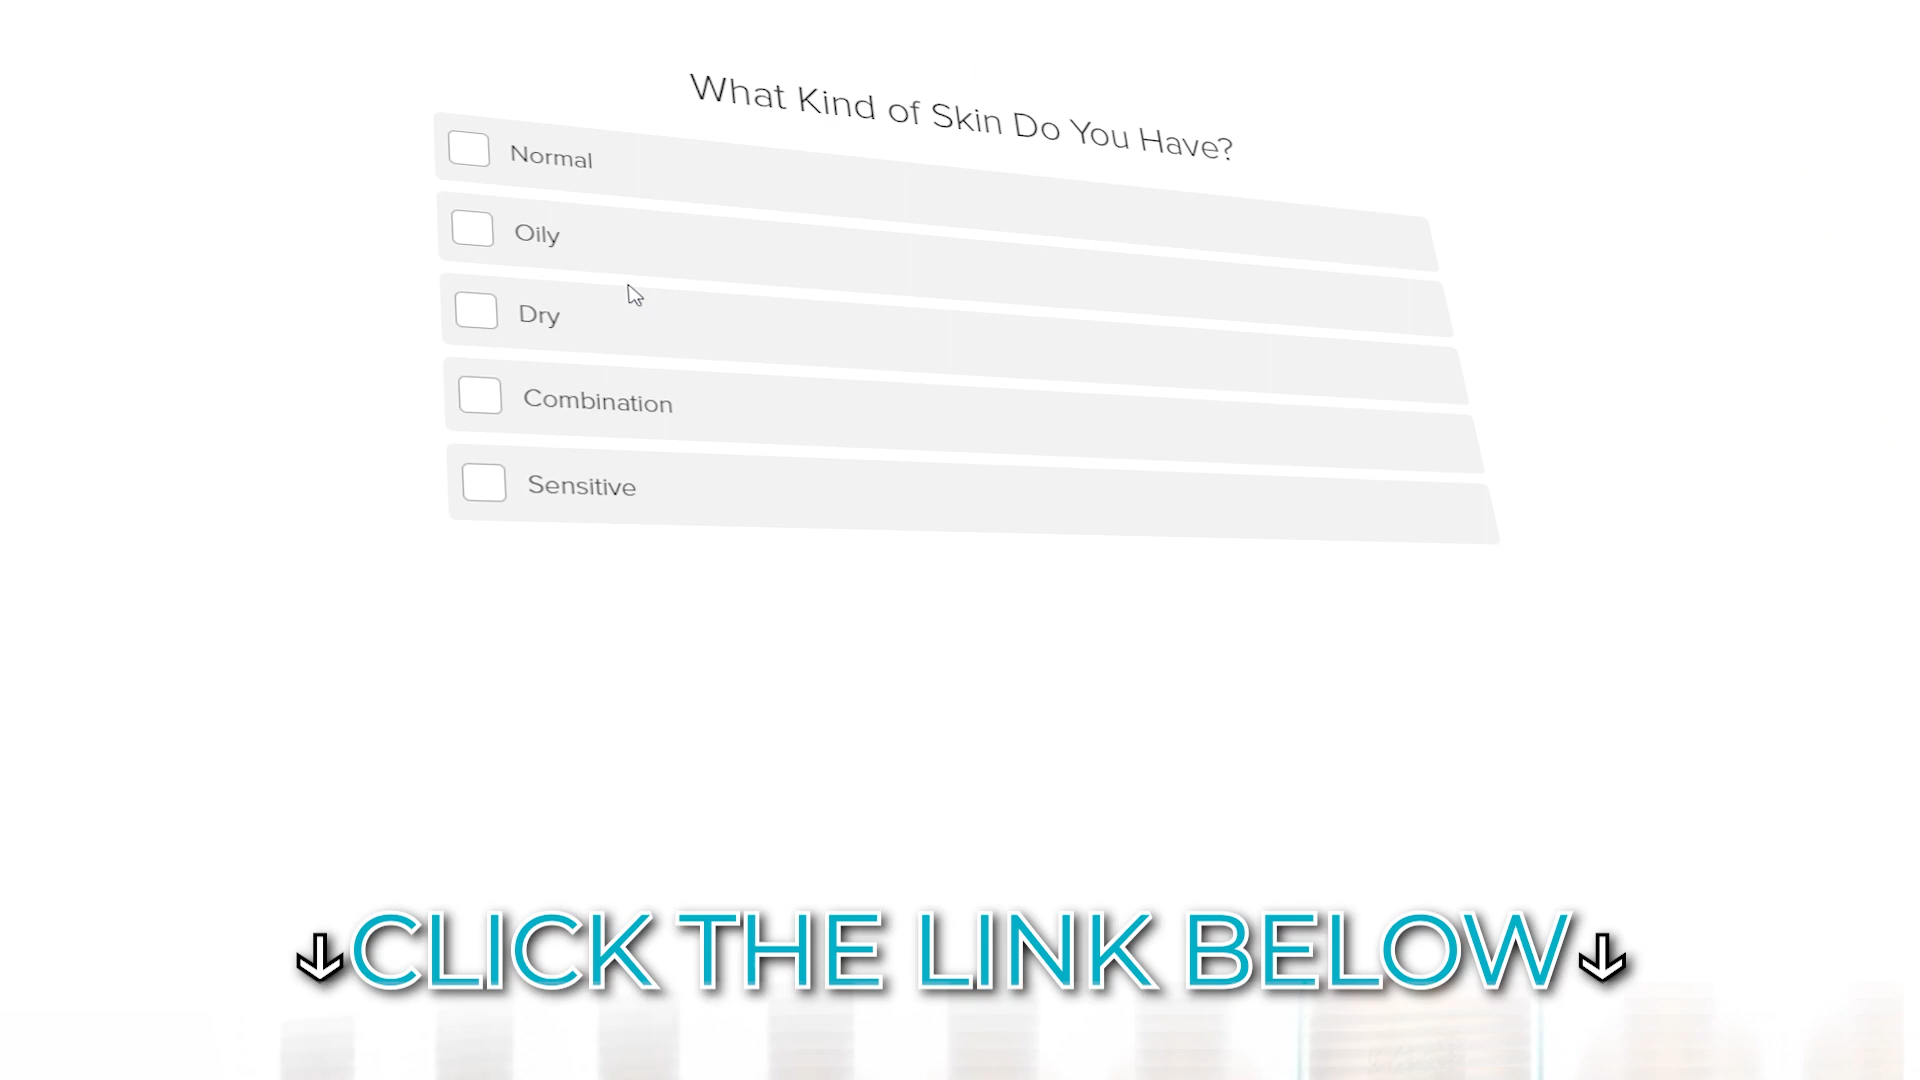 What Kind of Skin Do You Have?
Normal
Oily
Dry
Combination
Sensitive
CLICK THE LINK BELOW